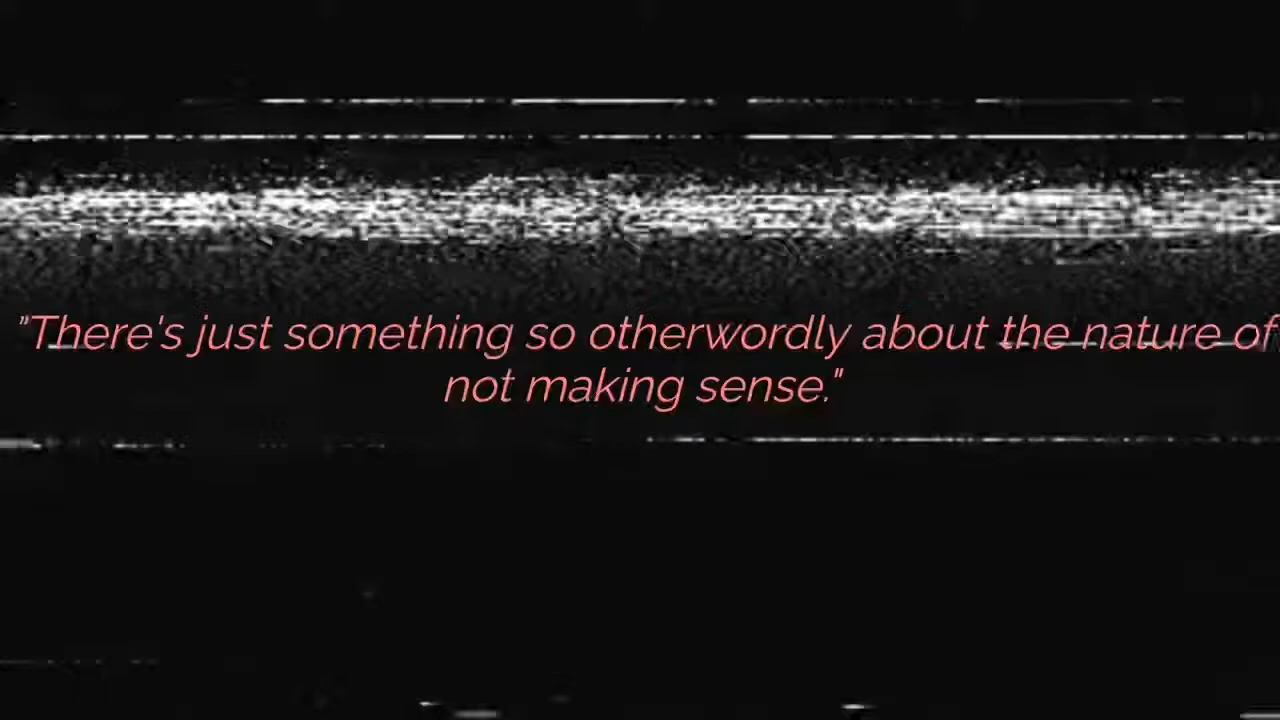 "There's just something so otherwordly about the nature of
not making sense."